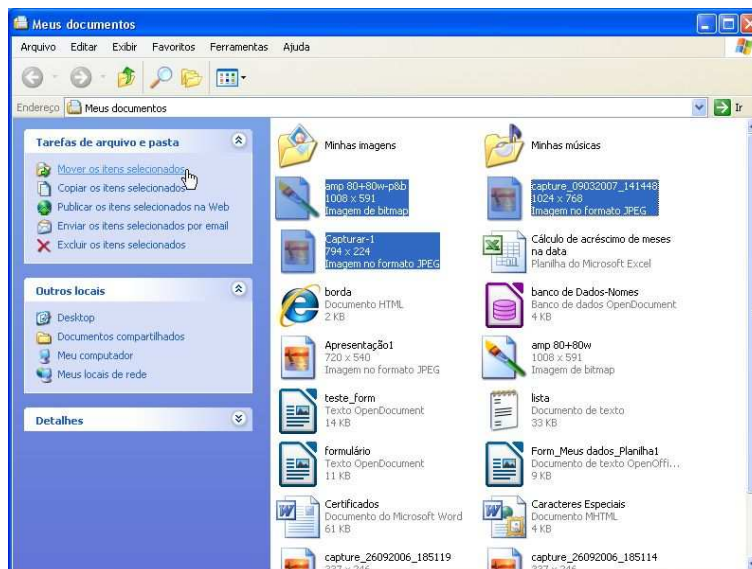 Meus documentos
Arquivo Editar Exibir Favoritos Ferramentas Ajuda
Endereço Meus documentos Ir
Tarefas de arquivo e pasta
Mover os itens selecionados
Copiar os itens selecionados
Publicar os itens selecionados na Web
Enviar os itens selecionados por email
Excluir os itens selecionados
Outros locais
Desktop
Documentos compartilhados
Meu computador
Meus locais de rede
Detalhes
Minhas imagens
Minhas músicas
amp 80+80w-p&b
1008 x 591
Imagem de bitmap
capture_09032007_141448
1024 x 768
Imagem no formato JPEG
Capturar-1
794 x 224
Imagem no formato JPEG
Cálculo de acréscimo de meses
na data
Planilha do Microsoft Excel
borda
Documento HTML
2 KB
banco de Dados-Nomes
Banco de dados OpenDocument
4 KB
Apresentação1
720 x 540
Imagem no formato JPEG
amp 80+80w
1008 x 591
Imagem de bitmap
teste_form
Texto OpenDocument
14 KB
lista
Documento de texto
33 KB
formulário
Texto OpenDocument
11 KB
Form_Meus dados_Planilha1
Documento de texto OpenOffi...
9 KB
Certificados
Documento do Microsoft Word
61 KB
Caracteres Especiais
Documento MHTML
4 KB
capture_26092006_185119
capture_26092006_185114